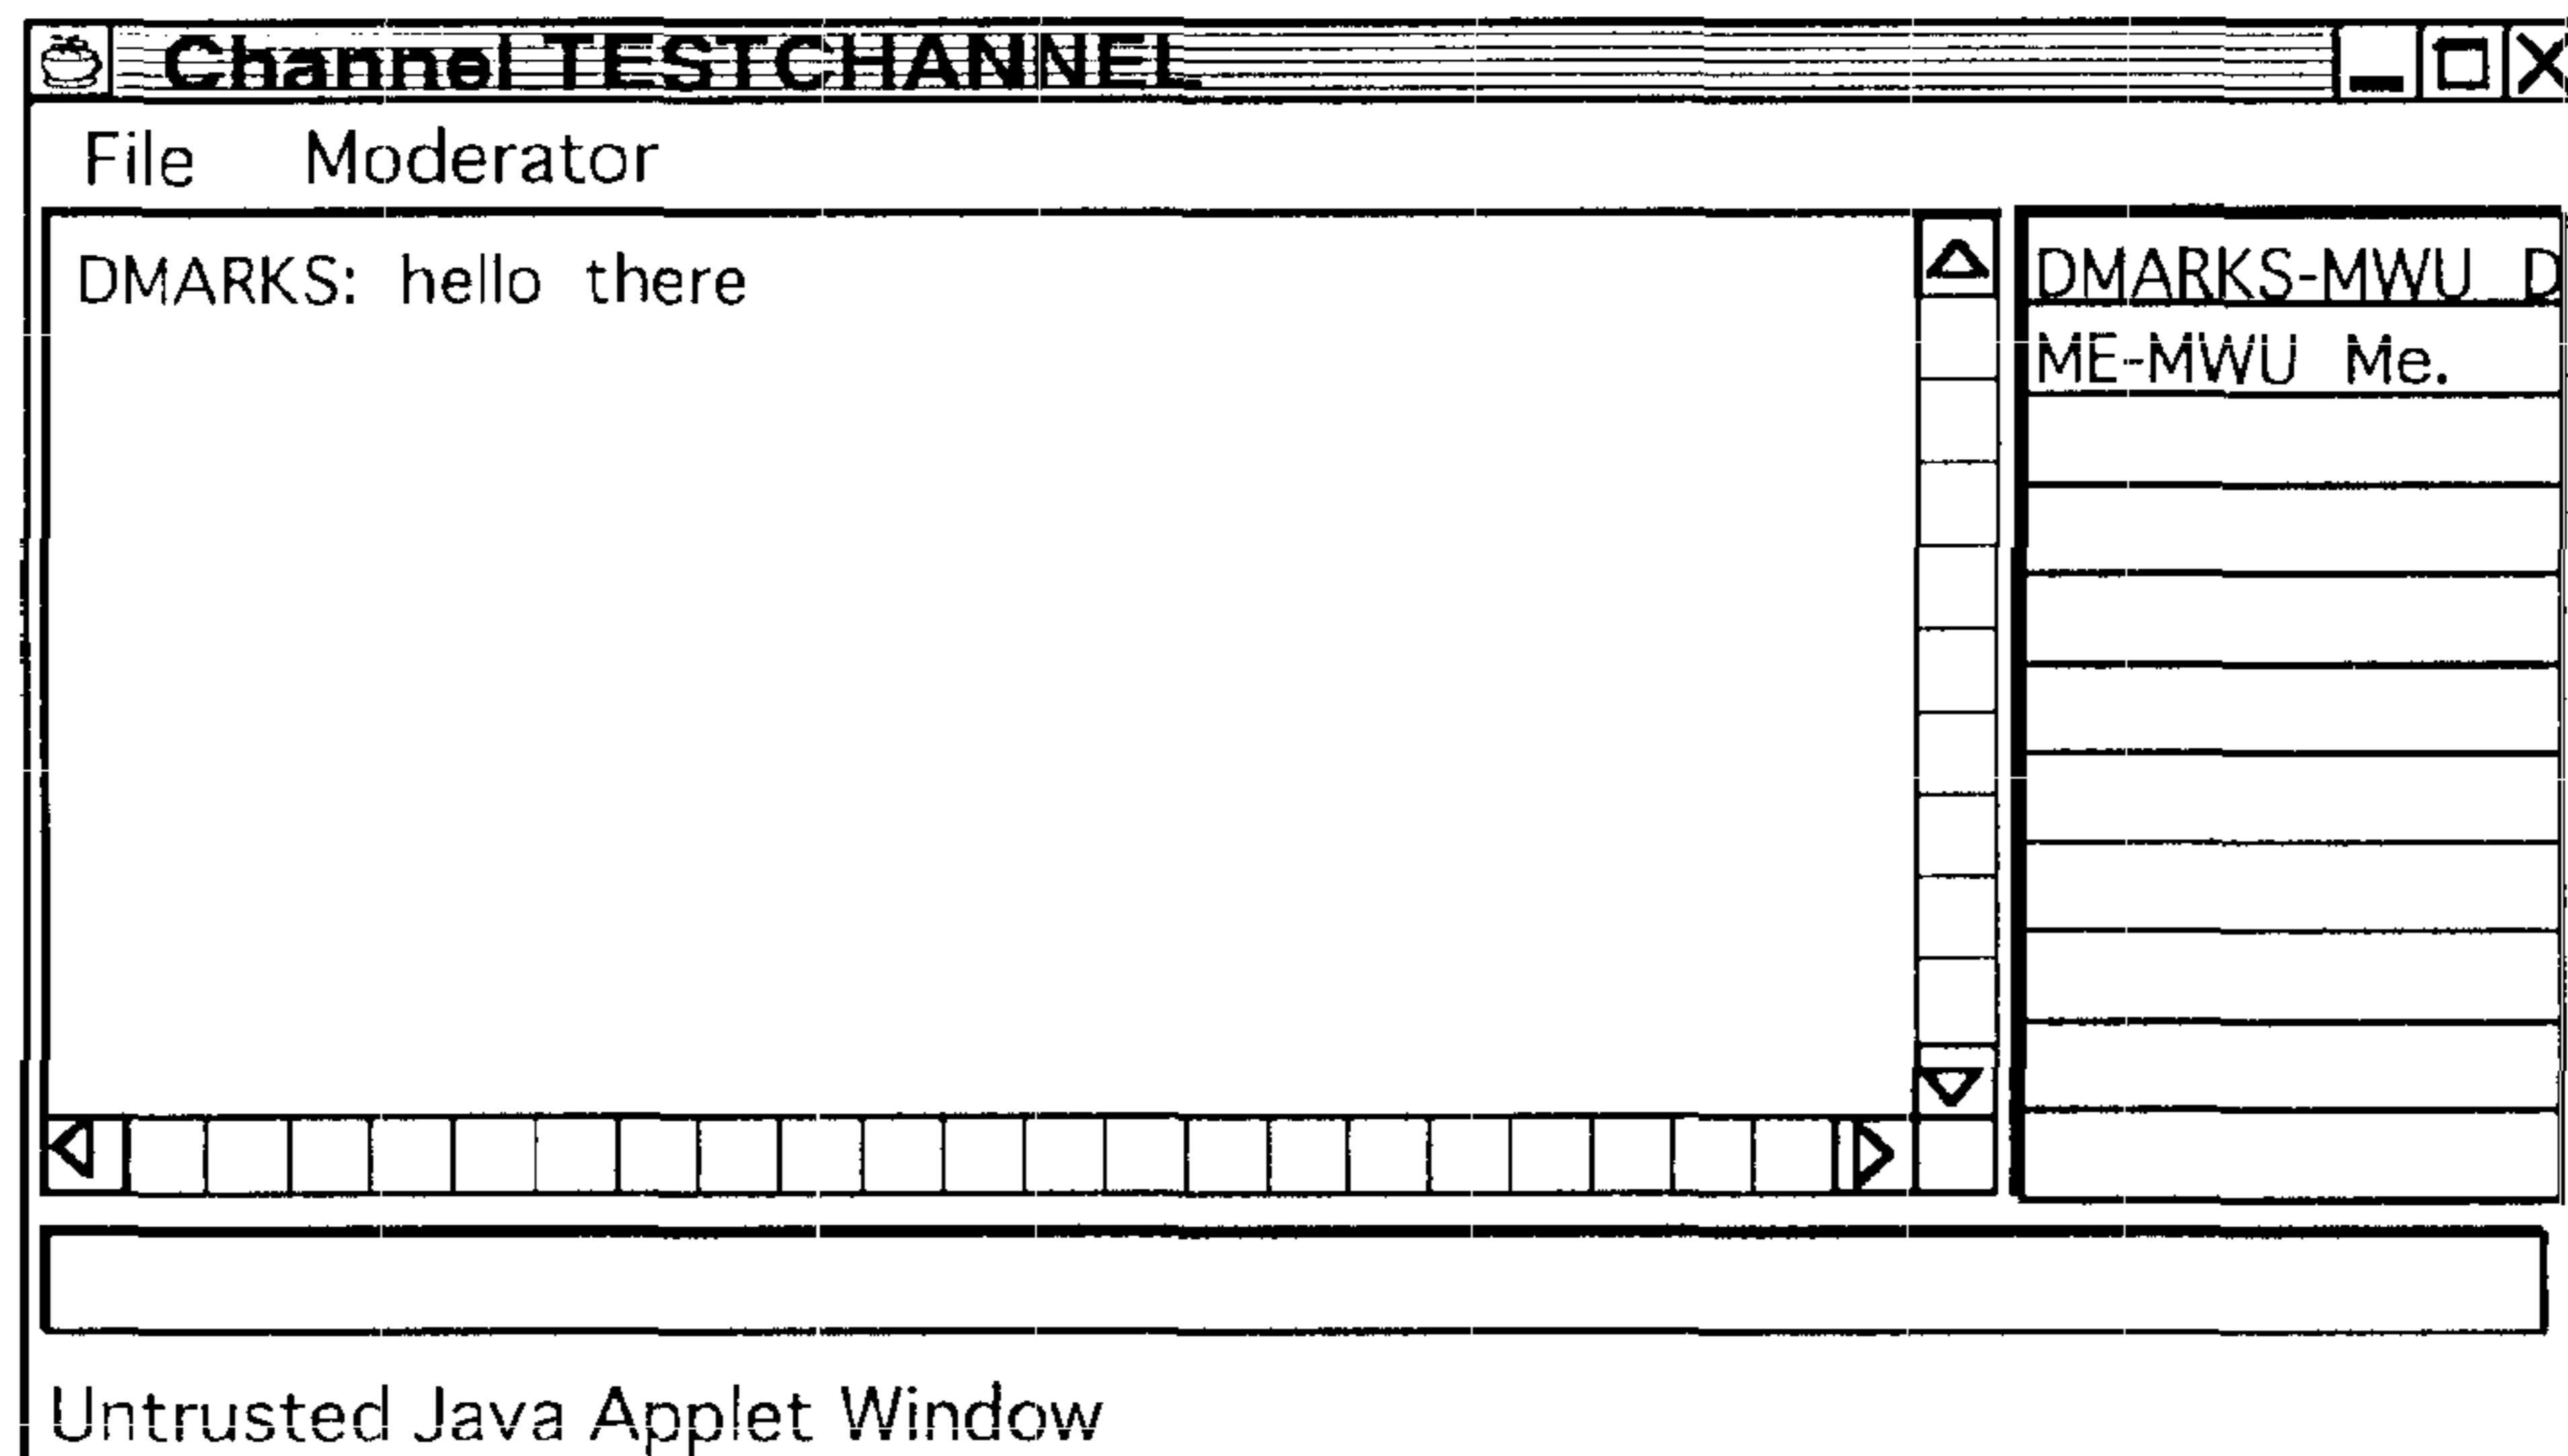 Channel TESTCHANNEL
File Moderator
DMARKS: hello there
DMARKS-MWU D
ME-MWU Me.
Untrusted Java Applet Window